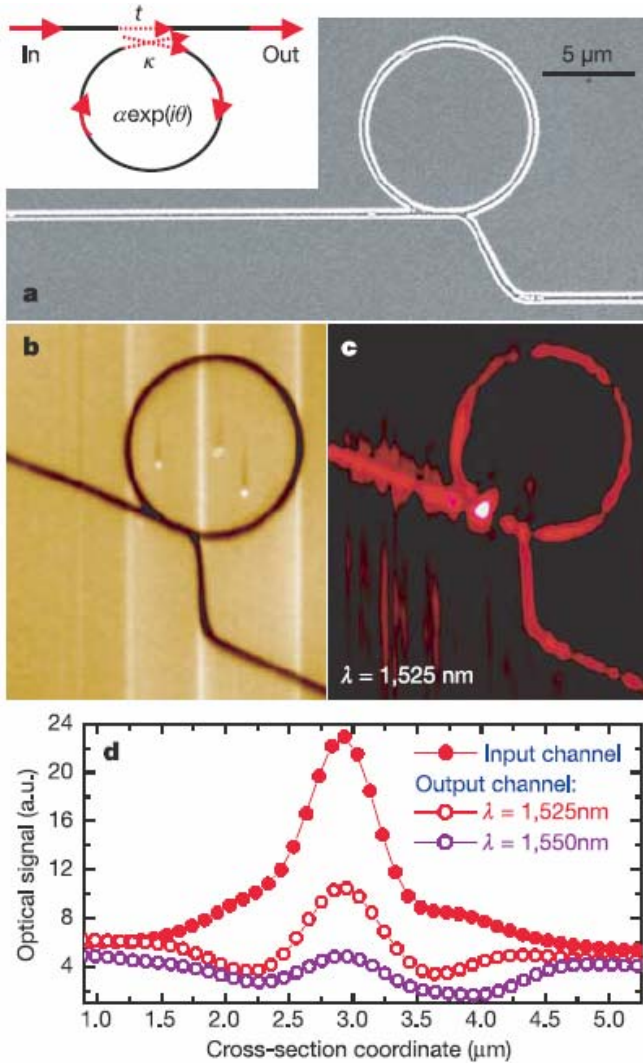 t
In
Out
κ
αexp(iθ)
5 µm
a
b
c
λ = 1,525 nm
d
24
20
16
12
8
4
Optical signal (a.u.)
Input channel
Output channel:
λ = 1,525nm
λ = 1,550nm
1.0 1.5 2.0 2.5 3.0 3.5 4.0 4.5 5.0
Cross-section coordinate (µm)